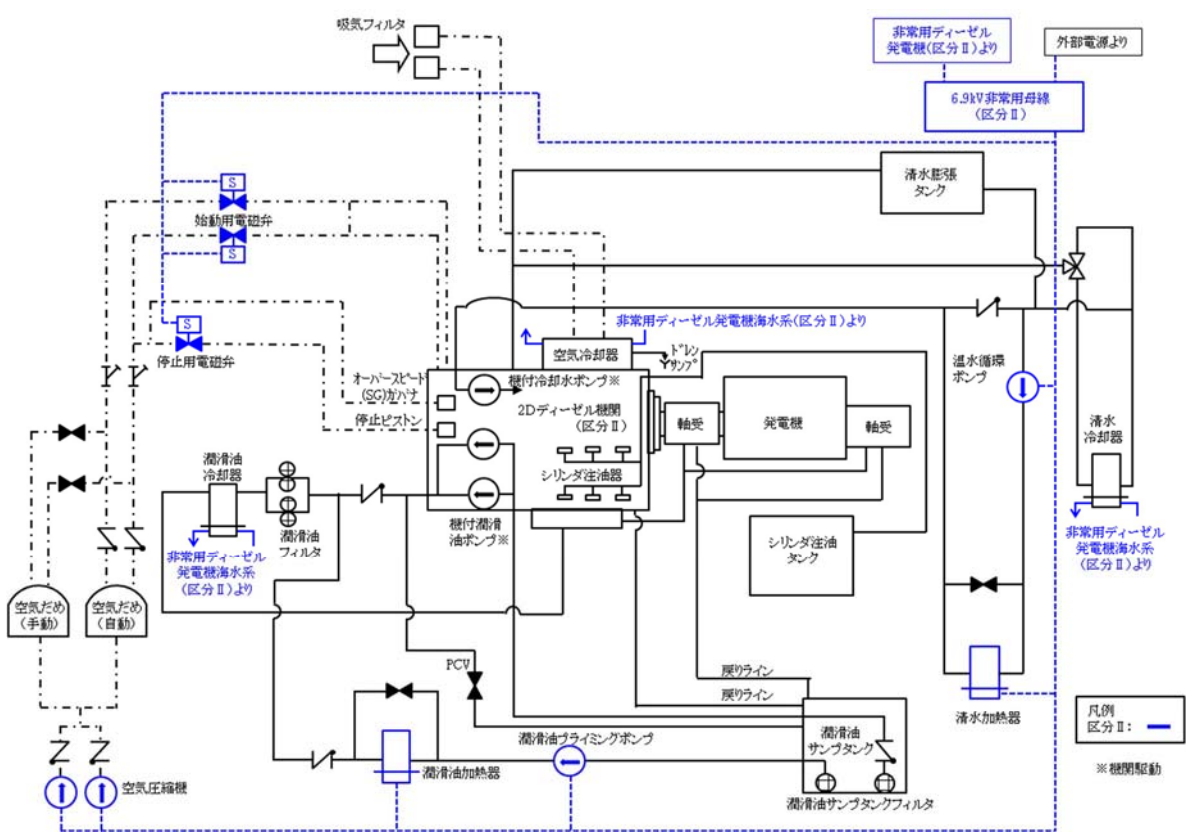 吸気フィルタ
非常用ディーゼル
発電機(区分Ⅱ)より
外部電源より
6.9kV非常用母線
(区分Ⅱ)
清水膨張
タンク
S
始動用電磁弁
S
S
停止用電磁弁
非常用ディーゼル発電機海水系(区分Ⅱ)より
空気冷却器
ドレン
サンプ
オーバースピード
(SG)ガバナ
機付冷却水ポンプ※
停止ピストン
2Dディーゼル機関
(区分Ⅱ)
軸受
発電機
軸受
温水循環
ポンプ
清水
冷却器
シリンダ注油器
潤滑油
冷却器
潤滑油
フィルタ
機付潤滑
油ポンプ※
シリンダ注油
タンク
非常用ディーゼル
発電機海水系
(区分Ⅱ)より
非常用ディーゼル
発電機海水系
(区分Ⅱ)より
空気だめ
(手動)
空気だめ
(自動)
PCV
戻りライン
戻りライン
清水加熱器
凡例
区分Ⅱ:
※機関駆動
潤滑油
サンプタンク
潤滑油プライミングポンプ
潤滑油加熱器
空気圧縮機
潤滑油サンプタンクフィルタ